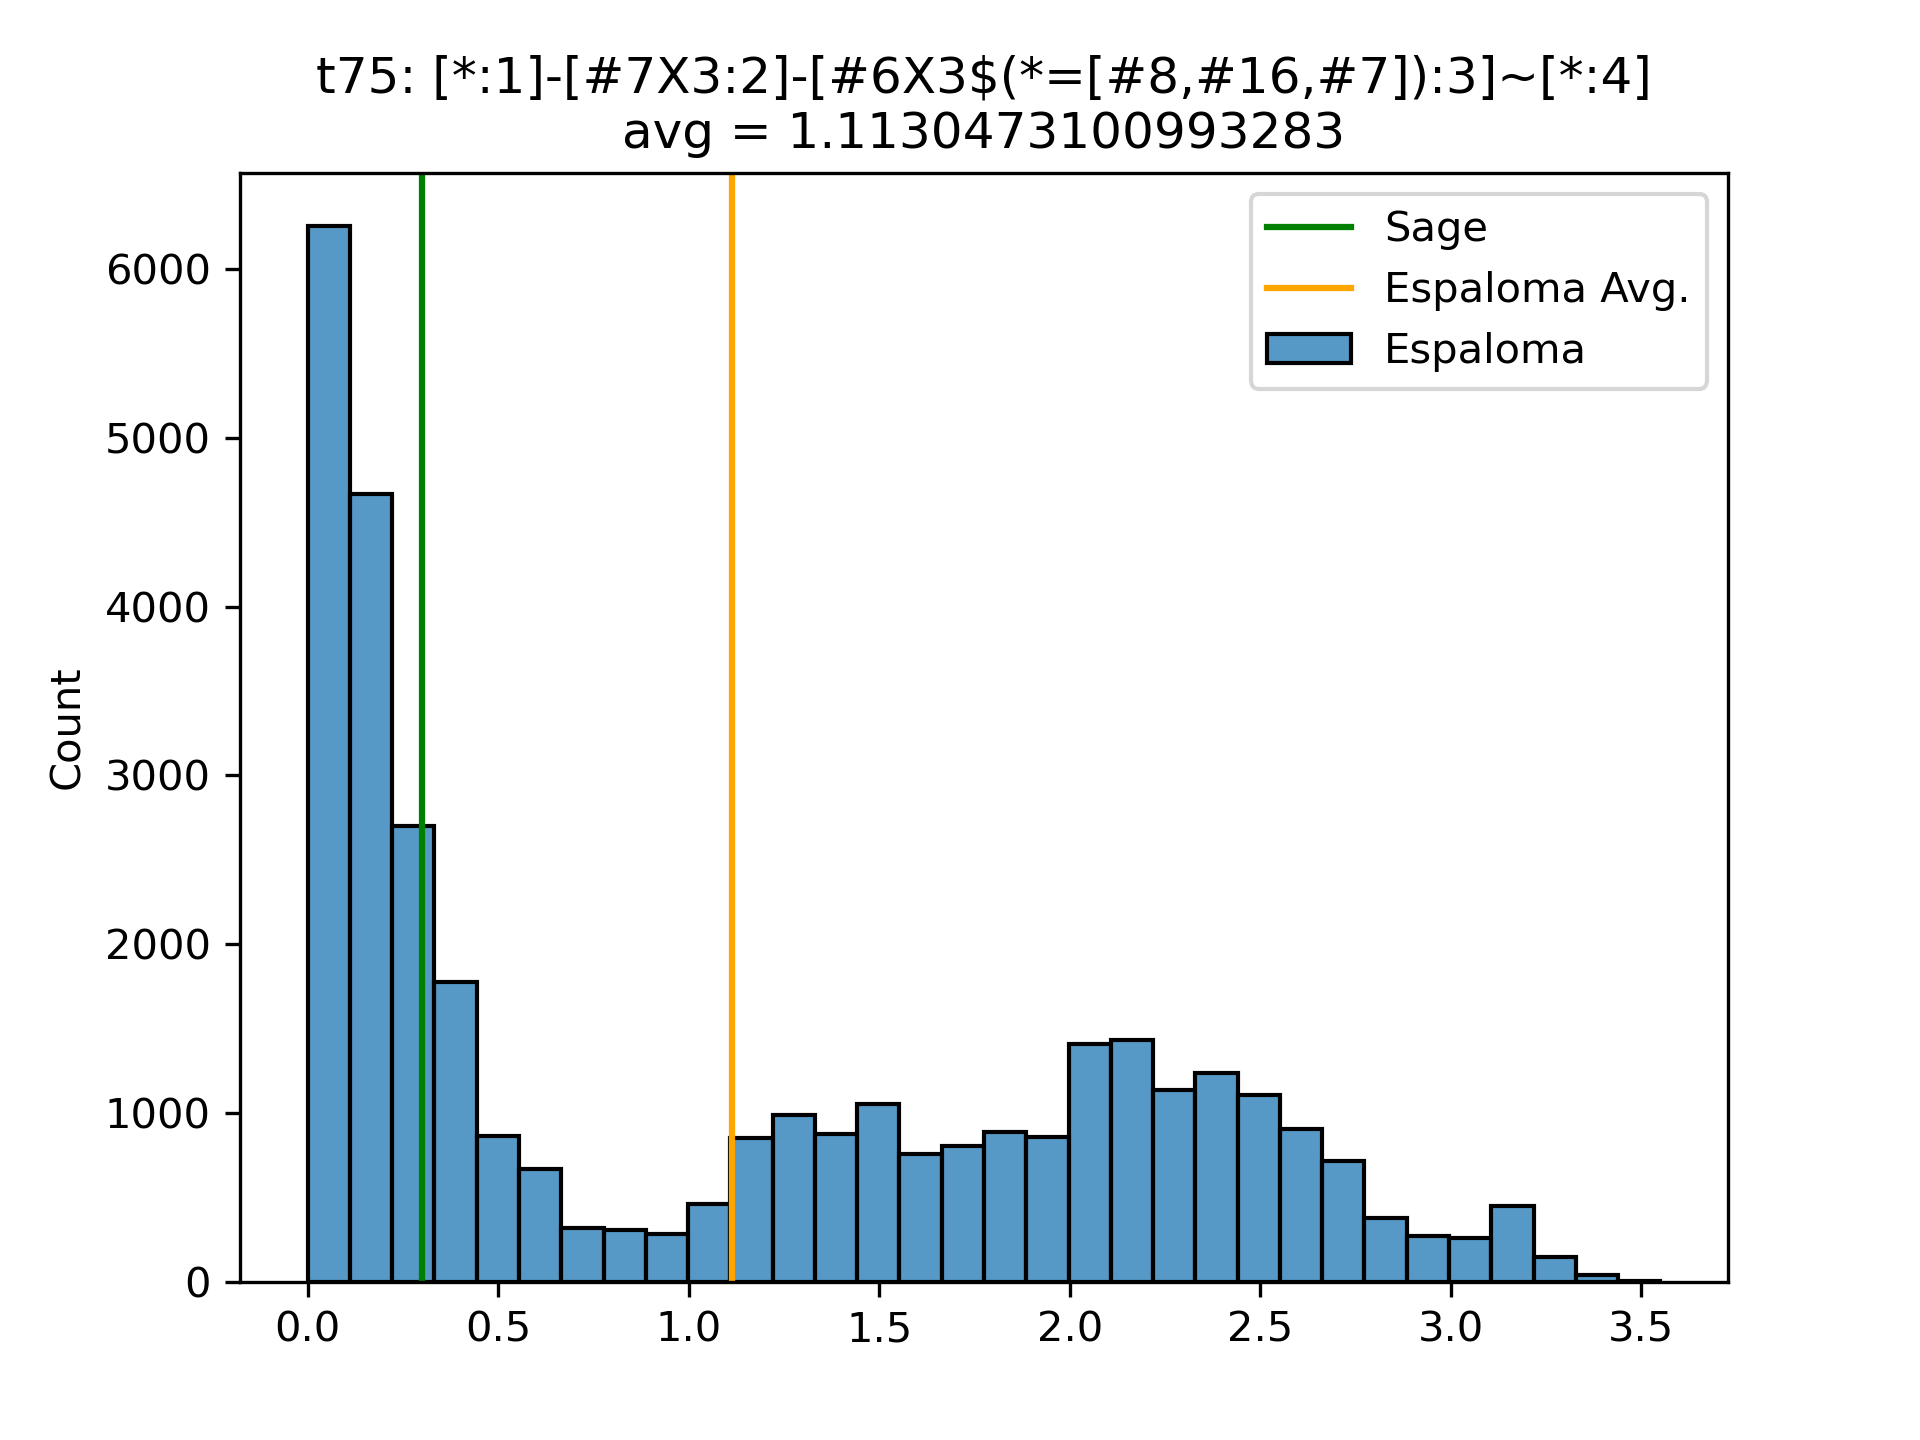 t75: [*:1]-[#7X3:2]-[#6X3$(*=[#8,#16,#7]):3]~[*:4]
avg = 1.1130473100993283
Sage
Espaloma Avg.
Espaloma
Count
6000
5000
4000
3000
2000
1000
0
0.0 0.5 1.0 1.5 2.0 2.5 3.0 3.5